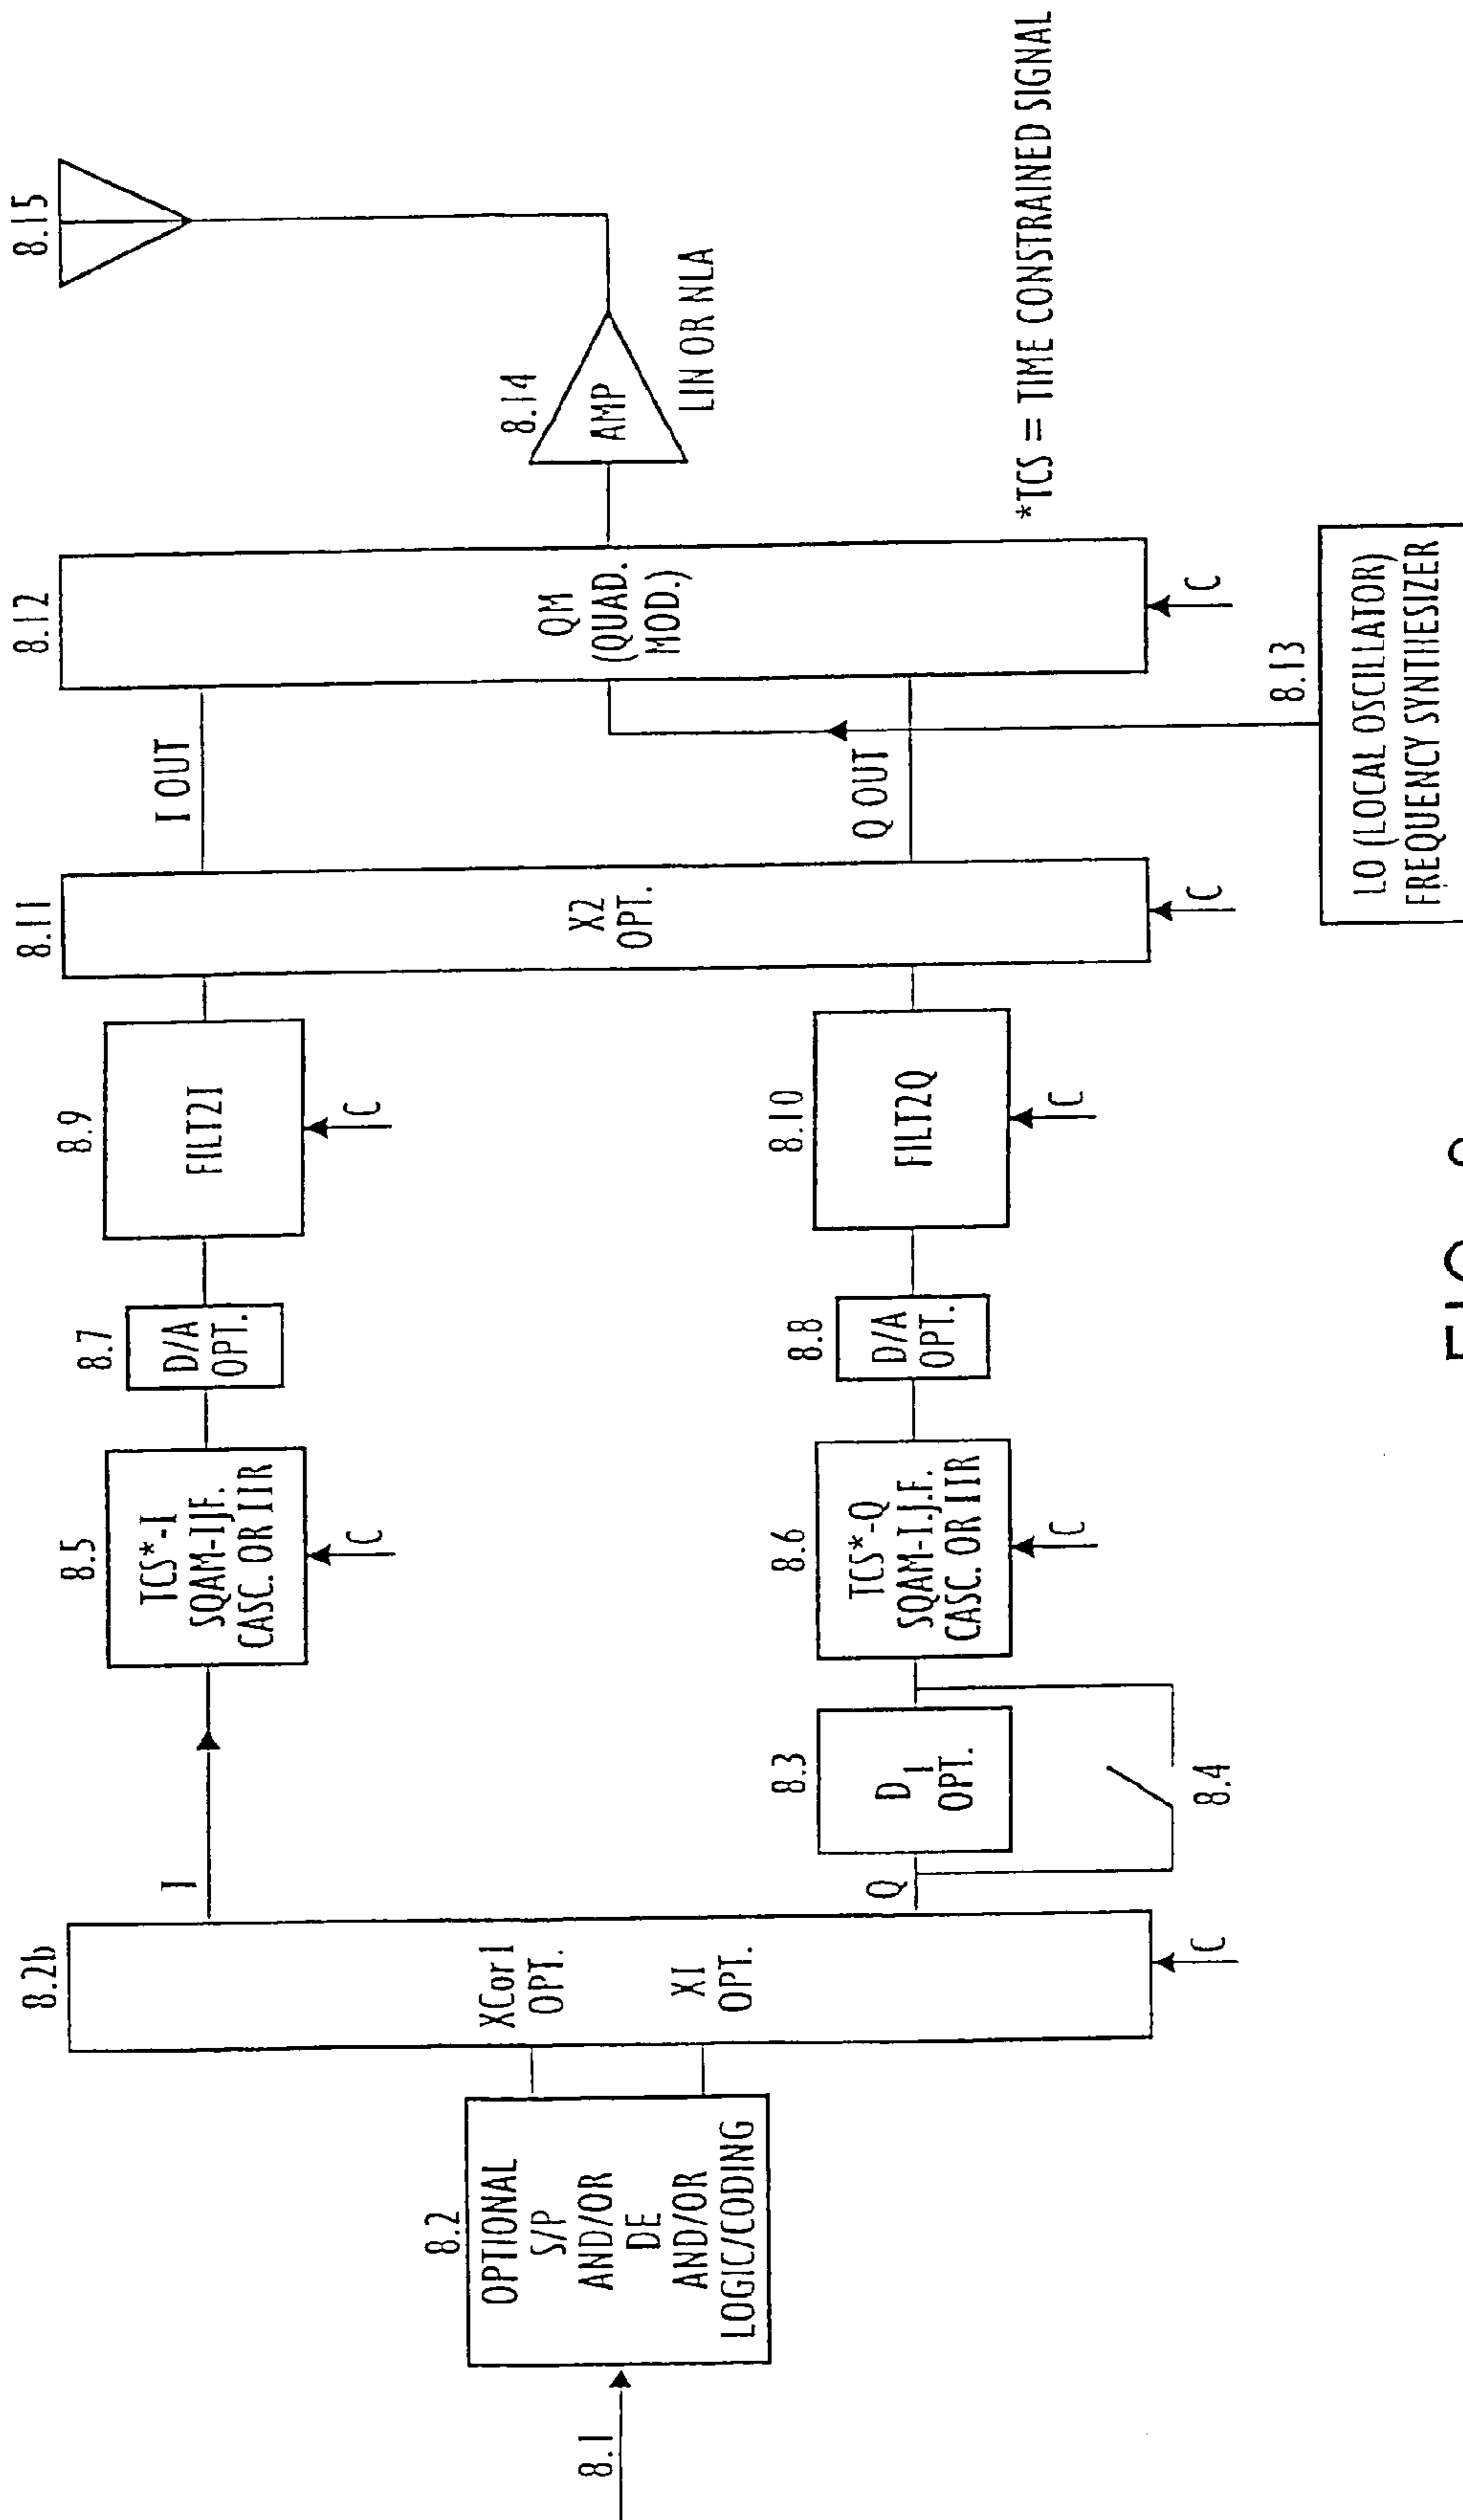 8.1
8.2
OPTIONAL
S/P
AND/OR
DE
AND/OR
LOGIC/CODING
8.2b
XCor1
OPT.
X1
OPT.
C
I
Q
8.3
D1
OPT.
8.4
8.5
TCS*-I
SQAM-IJF.
CASC. OR IIR
C
8.6
TCS*-Q
SQAM-I.J.F.
CASC. OR IIR
C
8.7
D/A
OPT.
8.8
D/A
OPT.
8.9
FILT2I
C
8.10
FILT2Q
C
8.11
X2
OPT.
C
I OUT
Q OUT
8.12
QM
(QUAD.
MOD.)
C
8.13
LO (LOCAL OSCILLATOR)
FREQUENCY SYNTHESIZER
8.14
AMP
LIN OR NLA
8.15
*TCS = TIME CONSTRAINED SIGNAL